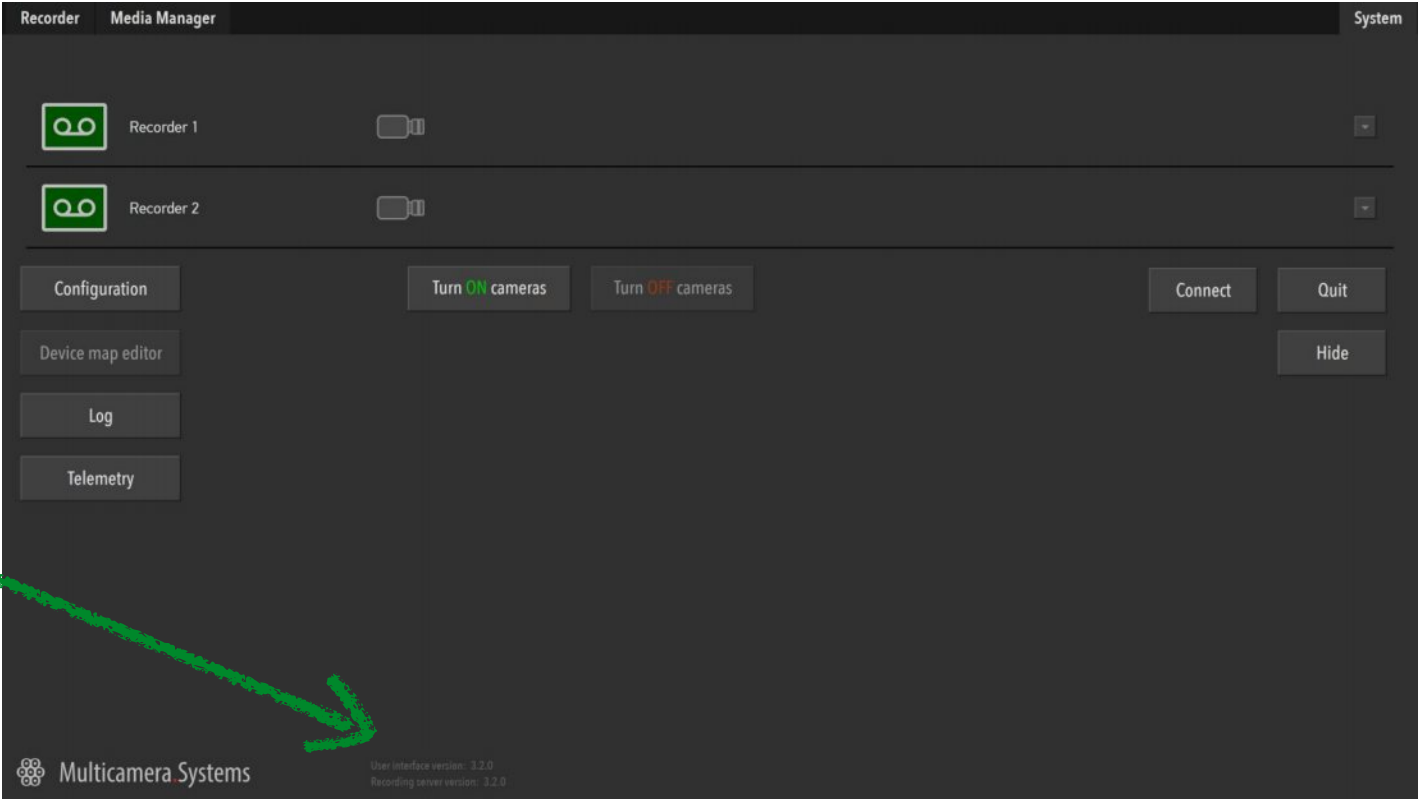 Recorder Media Manager System
Recorder 1
Recorder 2
Configuration Turn ON cameras Turn OFF cameras Connect Quit
Device map editor Hide
Log
Telemetry
Multicamera.Systems
User interface version: 3.2.0
Recording server version: 3.2.0